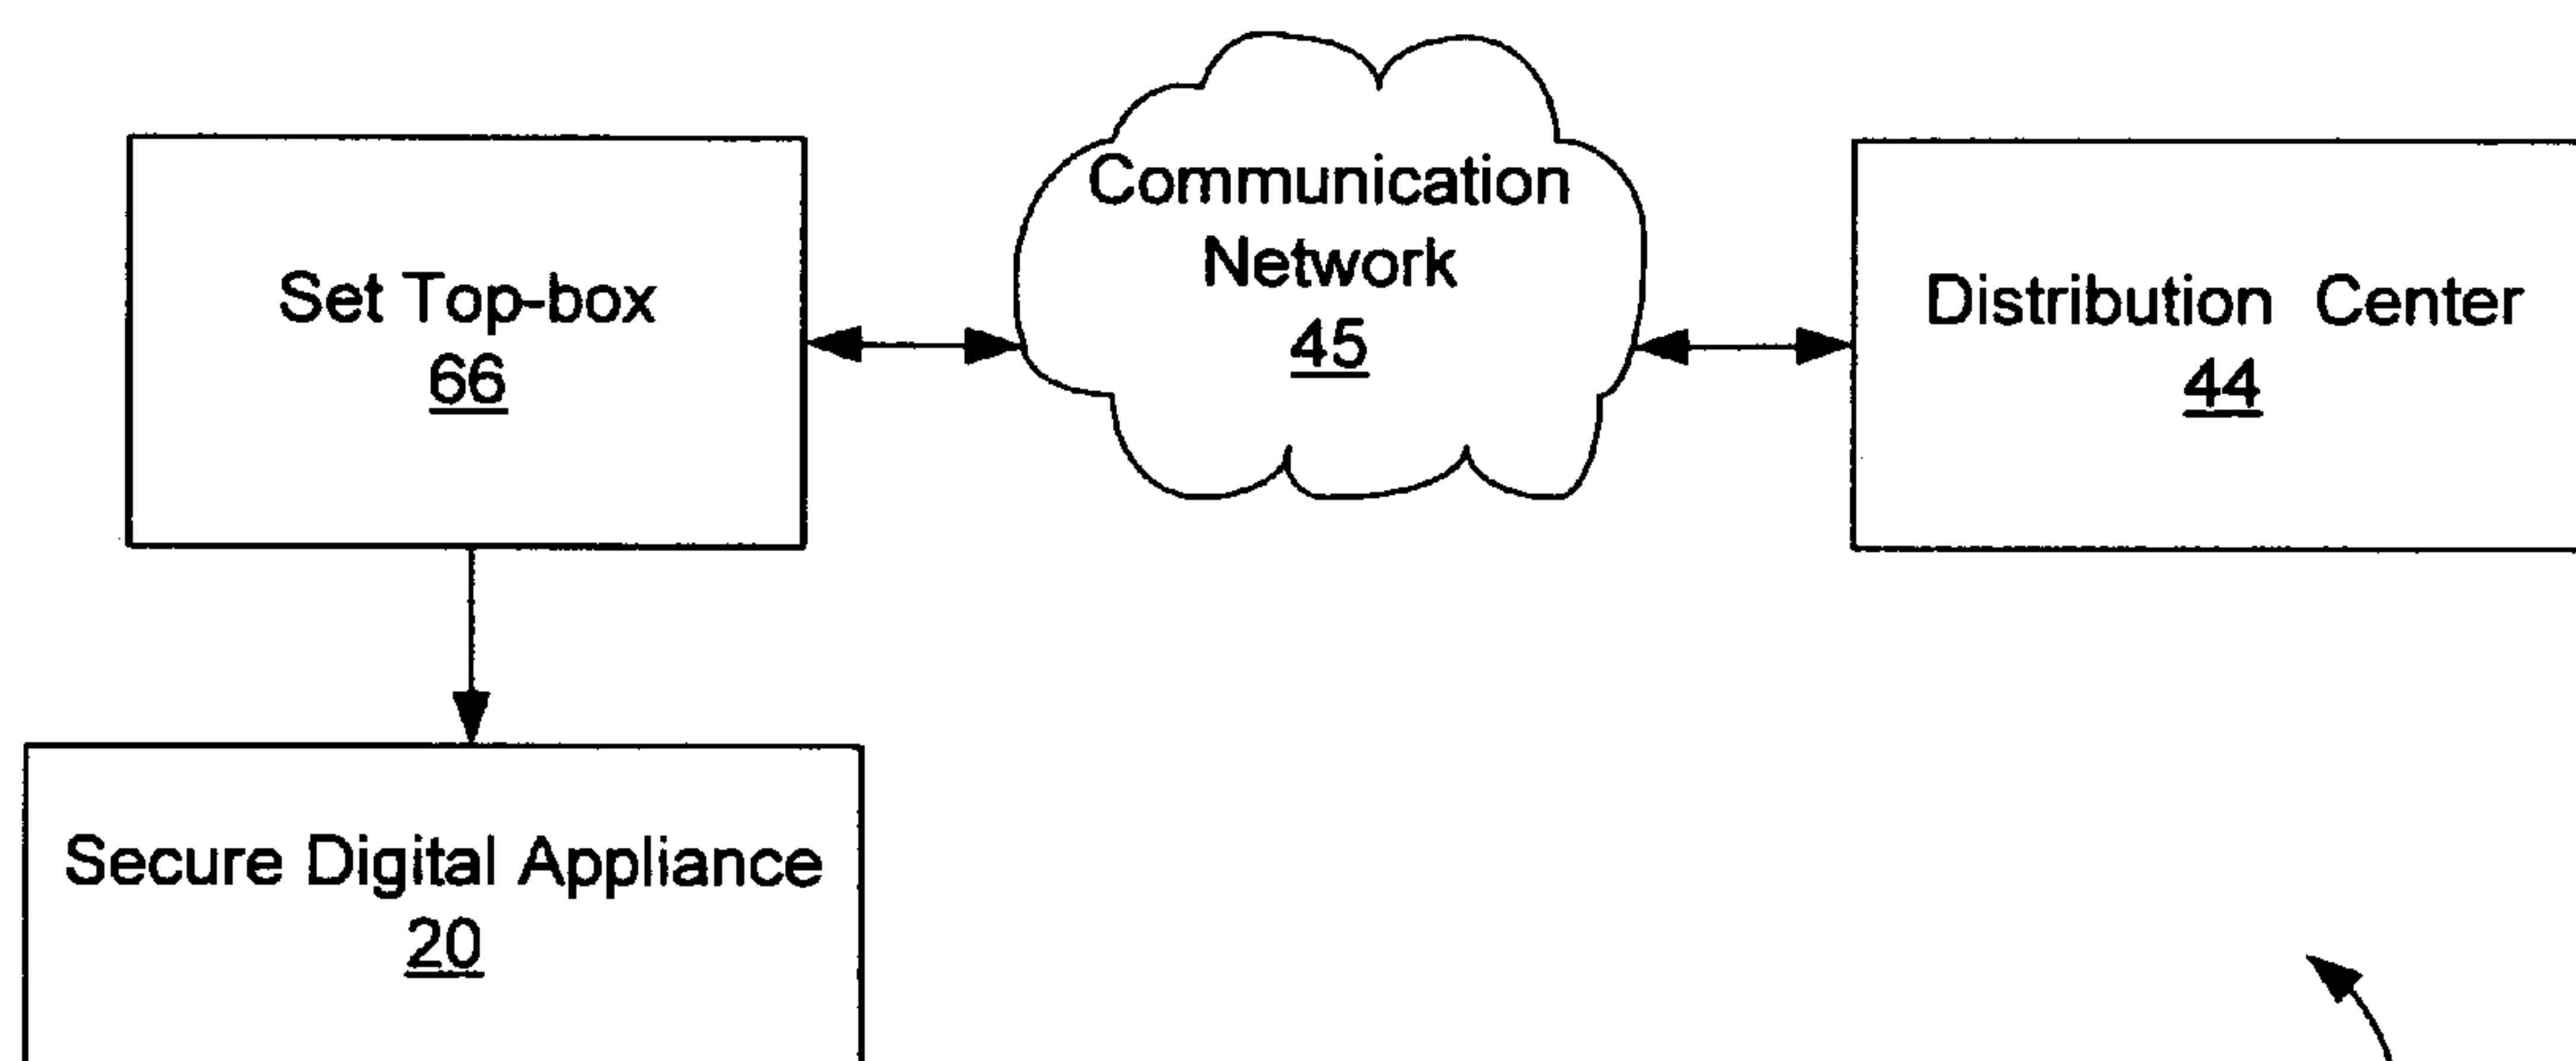 Communication
Network
45
Set Top-box
66
Distribution Center
44
Secure Digital Appliance
20